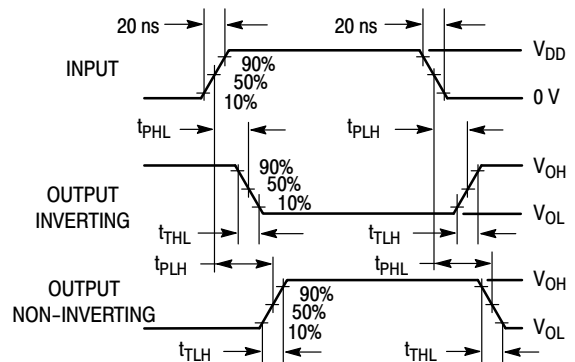 20 ns 20 ns
V_DD
INPUT
90%
50%
10%
0 V
t_PHL t_PLH
V_OH
90%
50%
10%
OUTPUT
INVERTING
V_OL
t_THL t_TLH
t_PLH t_PHL
V_OH
OUTPUT
NON-INVERTING
90%
50%
10%
V_OL
t_TLH t_THL